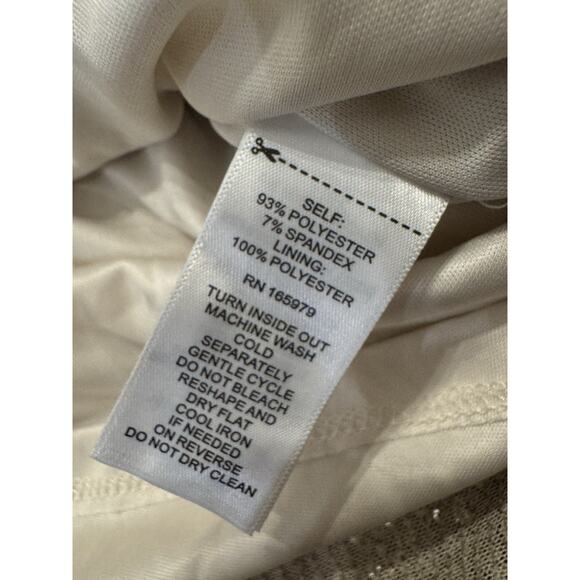 SELF:
93% POLYESTER
7% SPANDEX
LINING:
100% POLYESTER
RN 165979
TURN INSIDE OUT
MACHINE WASH
COLD
SEPARATELY
GENTLE CYCLE
DO NOT BLEACH
RESHAPE AND
DRY FLAT
COOL IRON
IF NEEDED
ON REVERSE
DO NOT DRY CLEAN